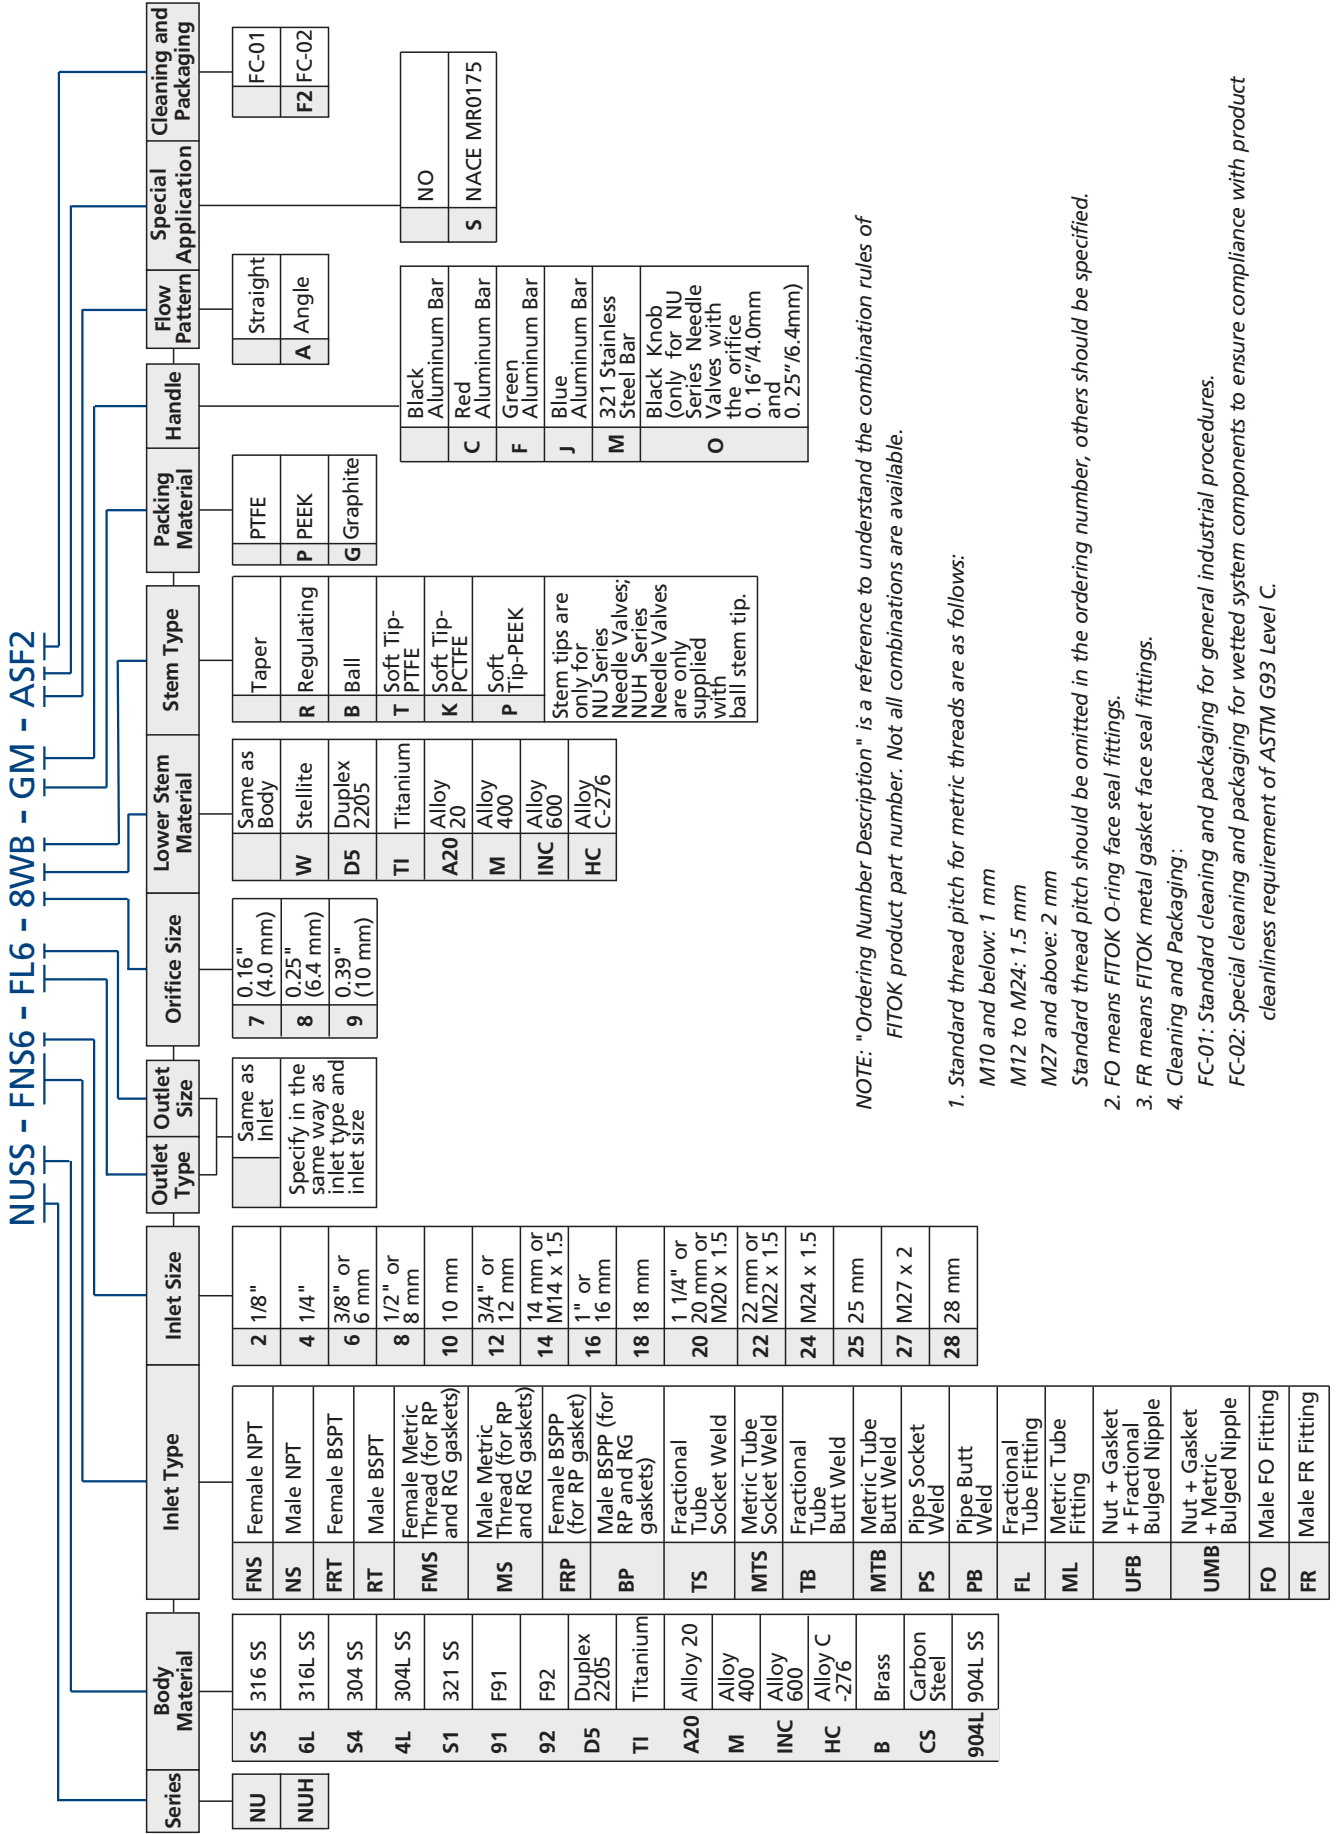 NUSS - FNS6 - FL6 - 8WB - GM - ASF2
Series
NU
NUH
Body
Material
SS 316 SS
6L 316L SS
S4 304 SS
4L 304L SS
S1 321 SS
91 F91
92 F92
D5 Duplex
2205
TI Titanium
A20 Alloy 20
M Alloy
400
INC Alloy
600
HC Alloy C
-276
B Brass
CS Carbon
Steel
904L 904L SS
Inlet Type
FNS Female NPT
NS Male NPT
FRT Female BSPT
RT Male BSPT
FMS Female Metric
Thread (for RP
and RG gaskets)
MS Male Metric
Thread (for RP
and RG gaskets)
FRP Female BSPP
(for RP gasket)
BP Male BSPP (for
RP and RG
gaskets)
TS Fractional
Tube
Socket Weld
MTS Metric Tube
Socket Weld
TB Fractional
Tube
Butt Weld
MTB Metric Tube
Butt Weld
PS Pipe Socket
Weld
PB Pipe Butt
Weld
FL Fractional
Tube Fitting
ML Metric Tube
Fitting
UFB Nut + Gasket
+ Fractional
Bulged Nipple
UMB Nut + Gasket
+ Metric
Bulged Nipple
FO Male FO Fitting
FR Male FR Fitting
Inlet Size
2 1/8"
4 1/4"
6 3/8" or
6 mm
8 1/2" or
8 mm
10 10 mm
12 3/4" or
12 mm
14 14 mm or
M14 x 1.5
16 1" or
16 mm
18 18 mm
20 1 1/4" or
20 mm or
M20 x 1.5
22 22 mm or
M22 x 1.5
24 M24 x 1.5
25 25 mm
27 M27 x 2
28 28 mm
Outlet
Type
Outlet
Size
Same as
Inlet
Specify in the
same way as
inlet type and
inlet size
Orifice Size
7 0.16"
(4.0 mm)
8 0.25"
(6.4 mm)
9 0.39"
(10 mm)
Lower Stem
Material
Same as
Body
W Stellite
D5 Duplex
2205
TI Titanium
A20 Alloy
20
M Alloy
400
INC Alloy
600
HC Alloy
C-276
Stem Type
Taper
R Regulating
B Ball
T Soft Tip-
PTFE
K Soft Tip-
PCTFE
P Soft
Tip-PEEK
Stem tips are
only for
NU Series
Needle Valves;
NUH Series
Needle Valves
are only
supplied
with
ball stem tip.
Packing
Material
PTFE
P PEEK
G Graphite
Handle
Black
Aluminum Bar
C Red
Aluminum Bar
F Green
Aluminum Bar
J Blue
Aluminum Bar
M 321 Stainless
Steel Bar
O Black Knob
(only for NU
Series Needle
Valves with
the orifice
0.16"/4.0mm
and
0.25"/6.4mm)
Flow
Pattern
Straight
A Angle
Special
Application
NO
S NACE MR0175
Cleaning and
Packaging
FC-01
F2 FC-02
NOTE: "Ordering Number Description" is a reference to understand the combination rules of
FITOK product part number. Not all combinations are available.
1. Standard thread pitch for metric threads are as follows:
M10 and below: 1 mm
M12 to M24: 1.5 mm
M27 and above: 2 mm
Standard thread pitch should be omitted in the ordering number, others should be specified.
2. FO means FITOK O-ring face seal fittings.
3. FR means FITOK metal gasket face seal fittings.
4. Cleaning and Packaging:
FC-01: Standard cleaning and packaging for general industrial procedures.
FC-02: Special cleaning and packaging for wetted system components to ensure compliance with product
cleanliness requirement of ASTM G93 Level C.